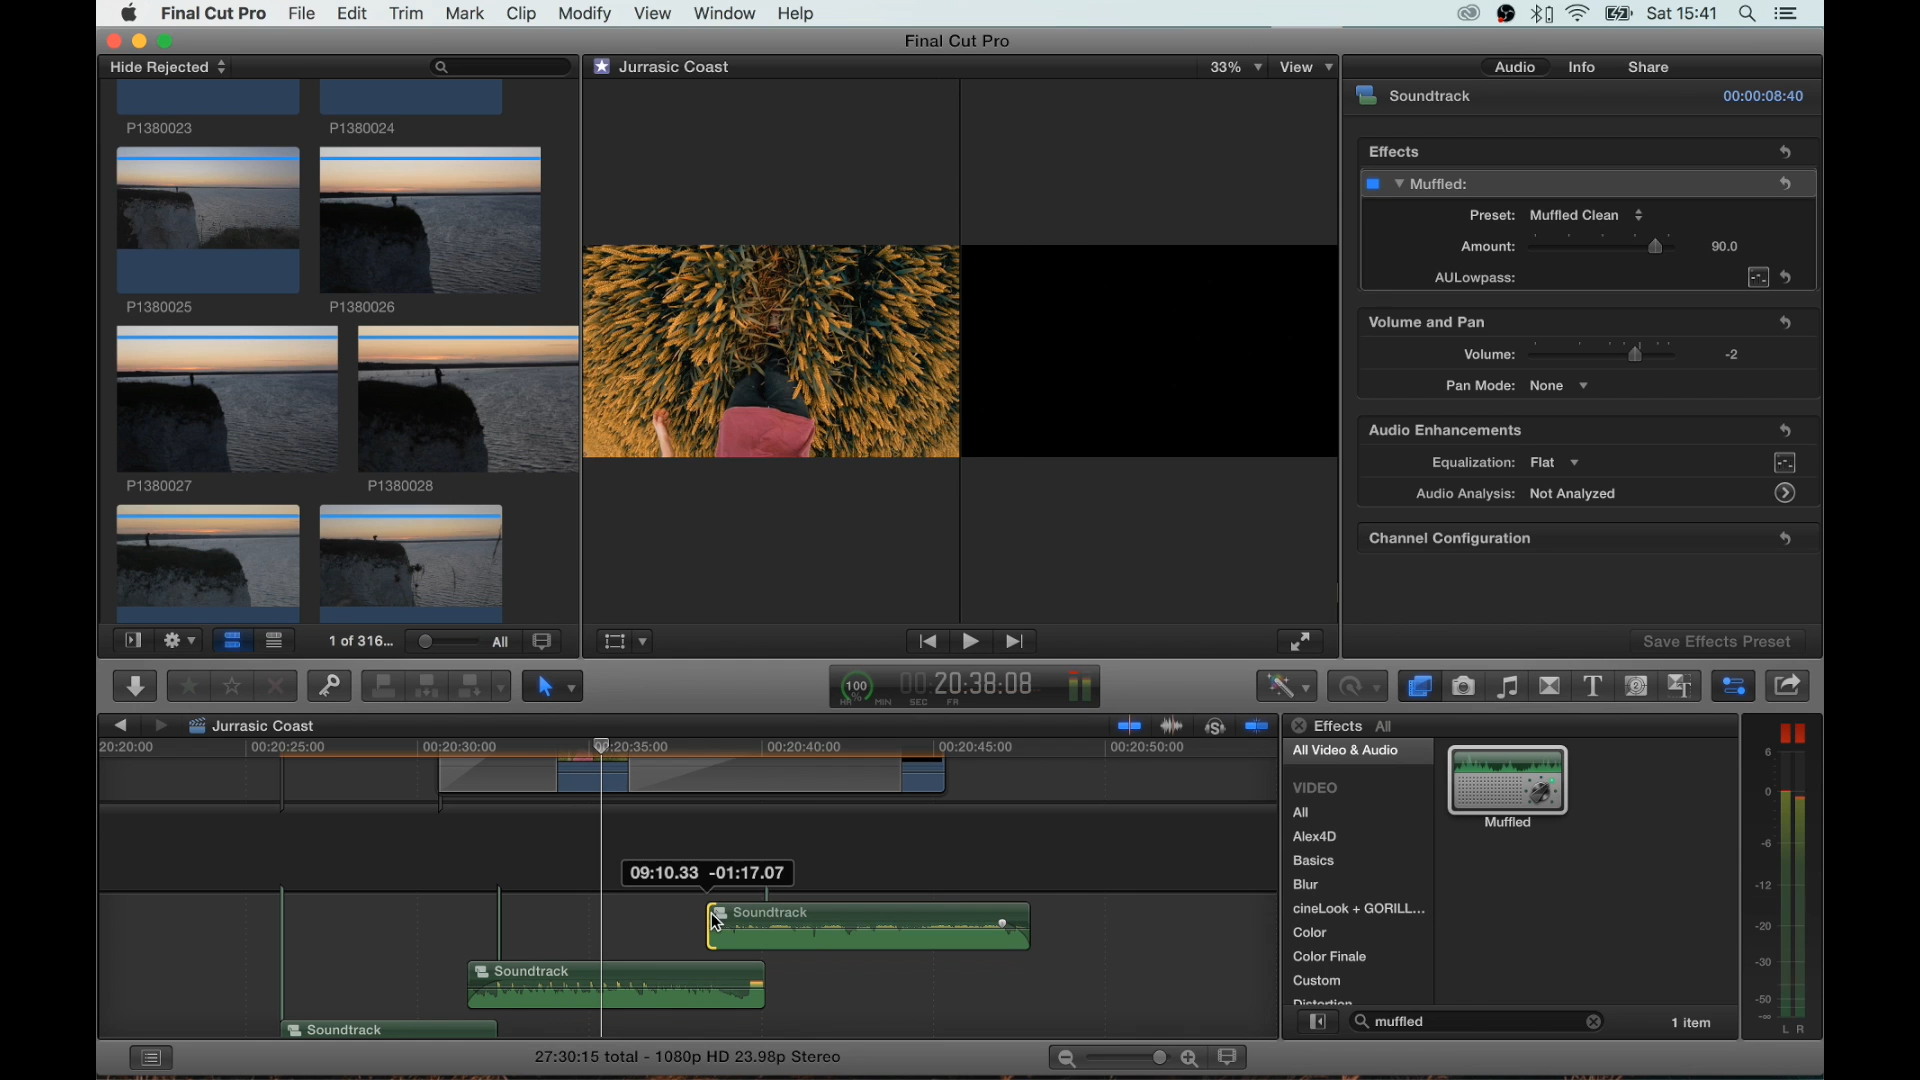 Final Cut Pro File Edit Trim Mark Clip Modify View Window Help Sat 15:41
Final Cut Pro
Hide Rejected
Jurrasic Coast 33% View
Audio Info Share
Soundtrack 00:00:08:40
P1380023 P1380024
P1380025 P1380026
P1380027 P1380028
Effects
Muffled:
Preset: Muffled Clean
Amount: 90.0
AULowpass:
Volume and Pan
Volume: -2
Pan Mode: None
Audio Enhancements
Equalization: Flat
Audio Analysis: Not Analyzed
Channel Configuration
1 of 316... All
Save Effects Preset
100 00:20:38:08
% HR MIN SEC FR
Jurrasic Coast
20:20:00 00:20:25:00 00:20:30:00 00:20:35:00 00:20:40:00 00:20:45:00 00:20:50:00
09:10.33 -01:17.07
Soundtrack
Soundtrack
Soundtrack
Effects All
All Video & Audio
VIDEO
All
Alex4D
Basics
Blur
cineLook + GORILL...
Color
Color Finale
Custom
Distortion
Muffled
muffled 1 item
6
0
-6
-12
-20
-30
-50
-∞
L R
27:30:15 total - 1080p HD 23.98p Stereo